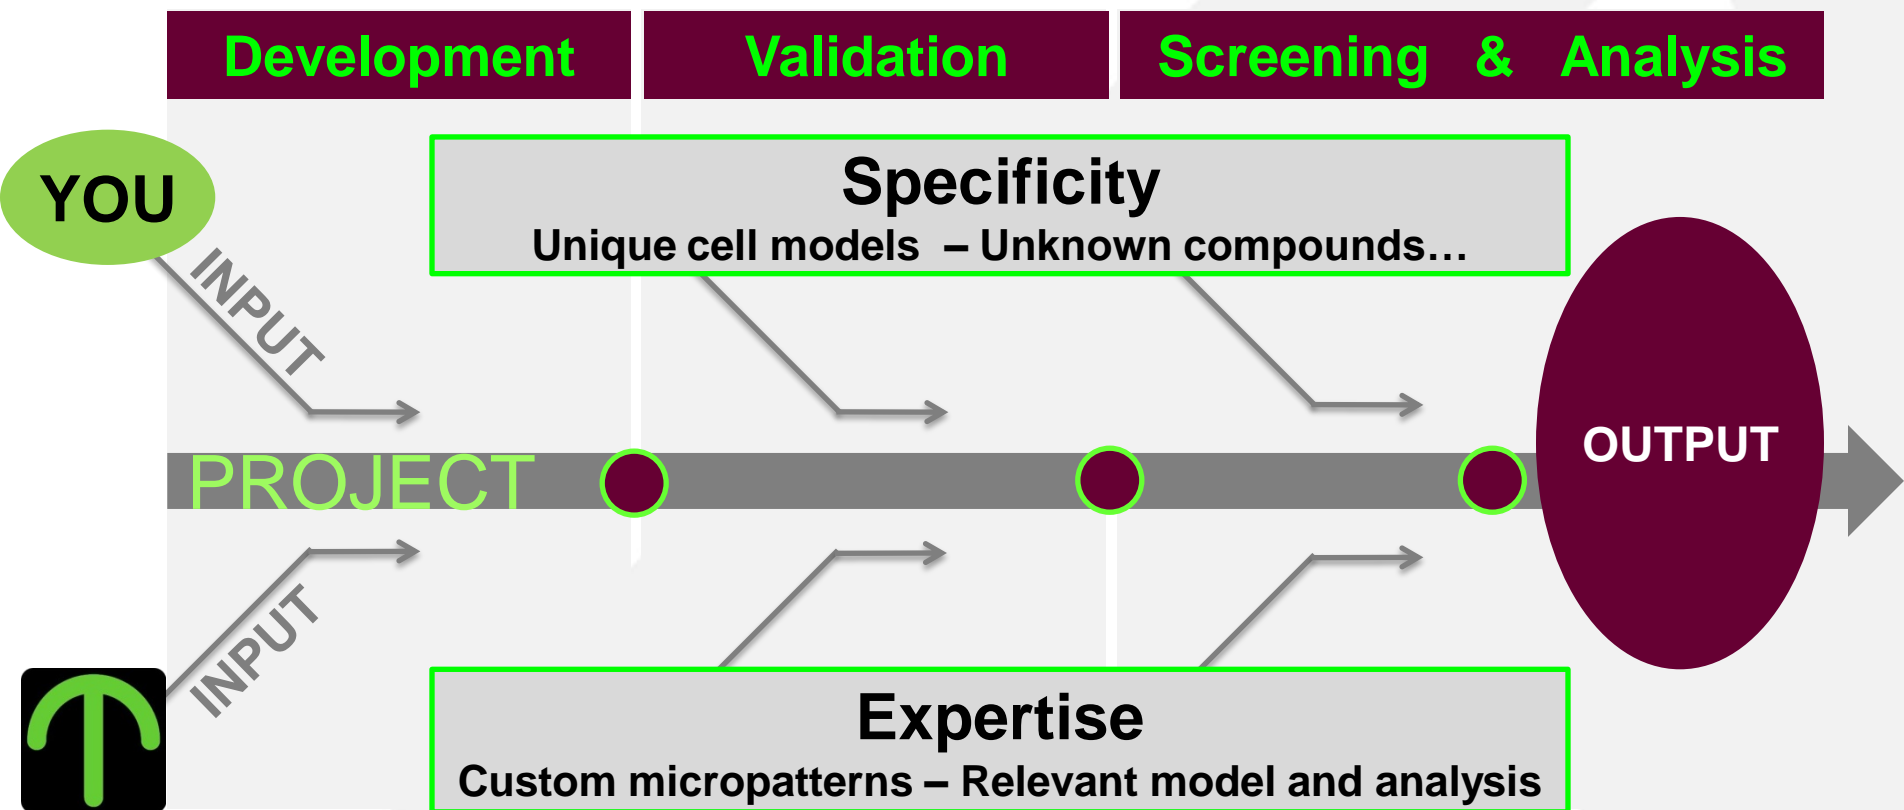 Development Validation Screening & Analysis
YOU
Specificity
Unique cell models – Unknown compounds…
INPUT
PROJECT
OUTPUT
INPUT
Expertise
Custom micropatterns – Relevant model and analysis